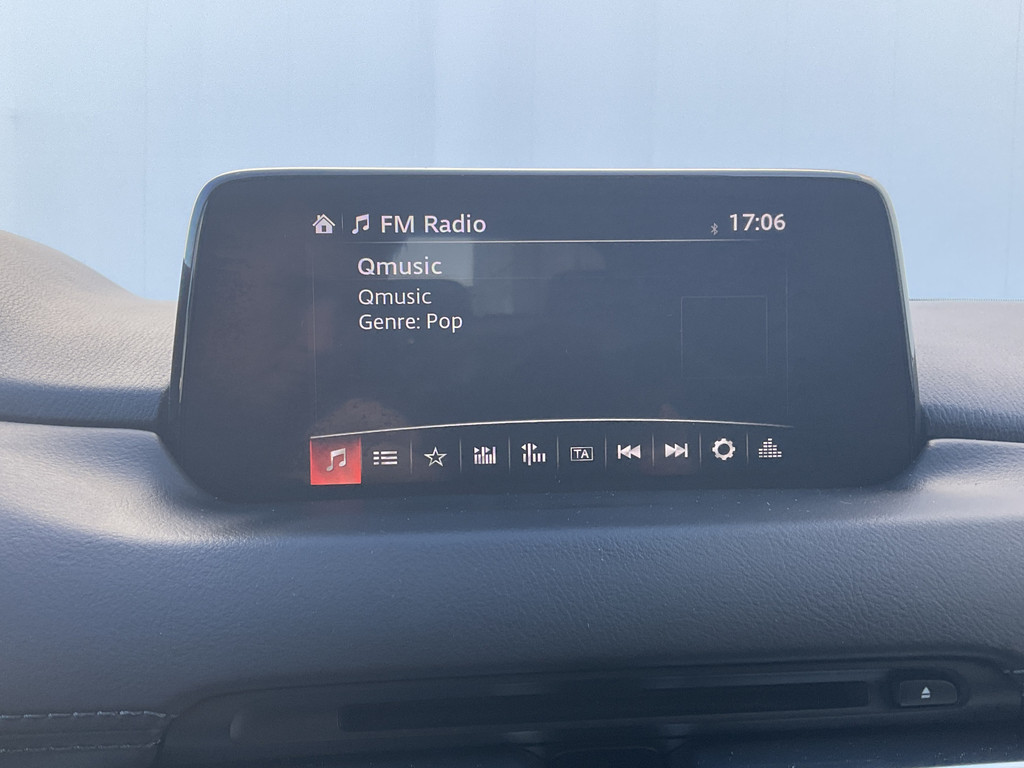 FM Radio
17:06
Qmusic
Qmusic
Genre: Pop
TA